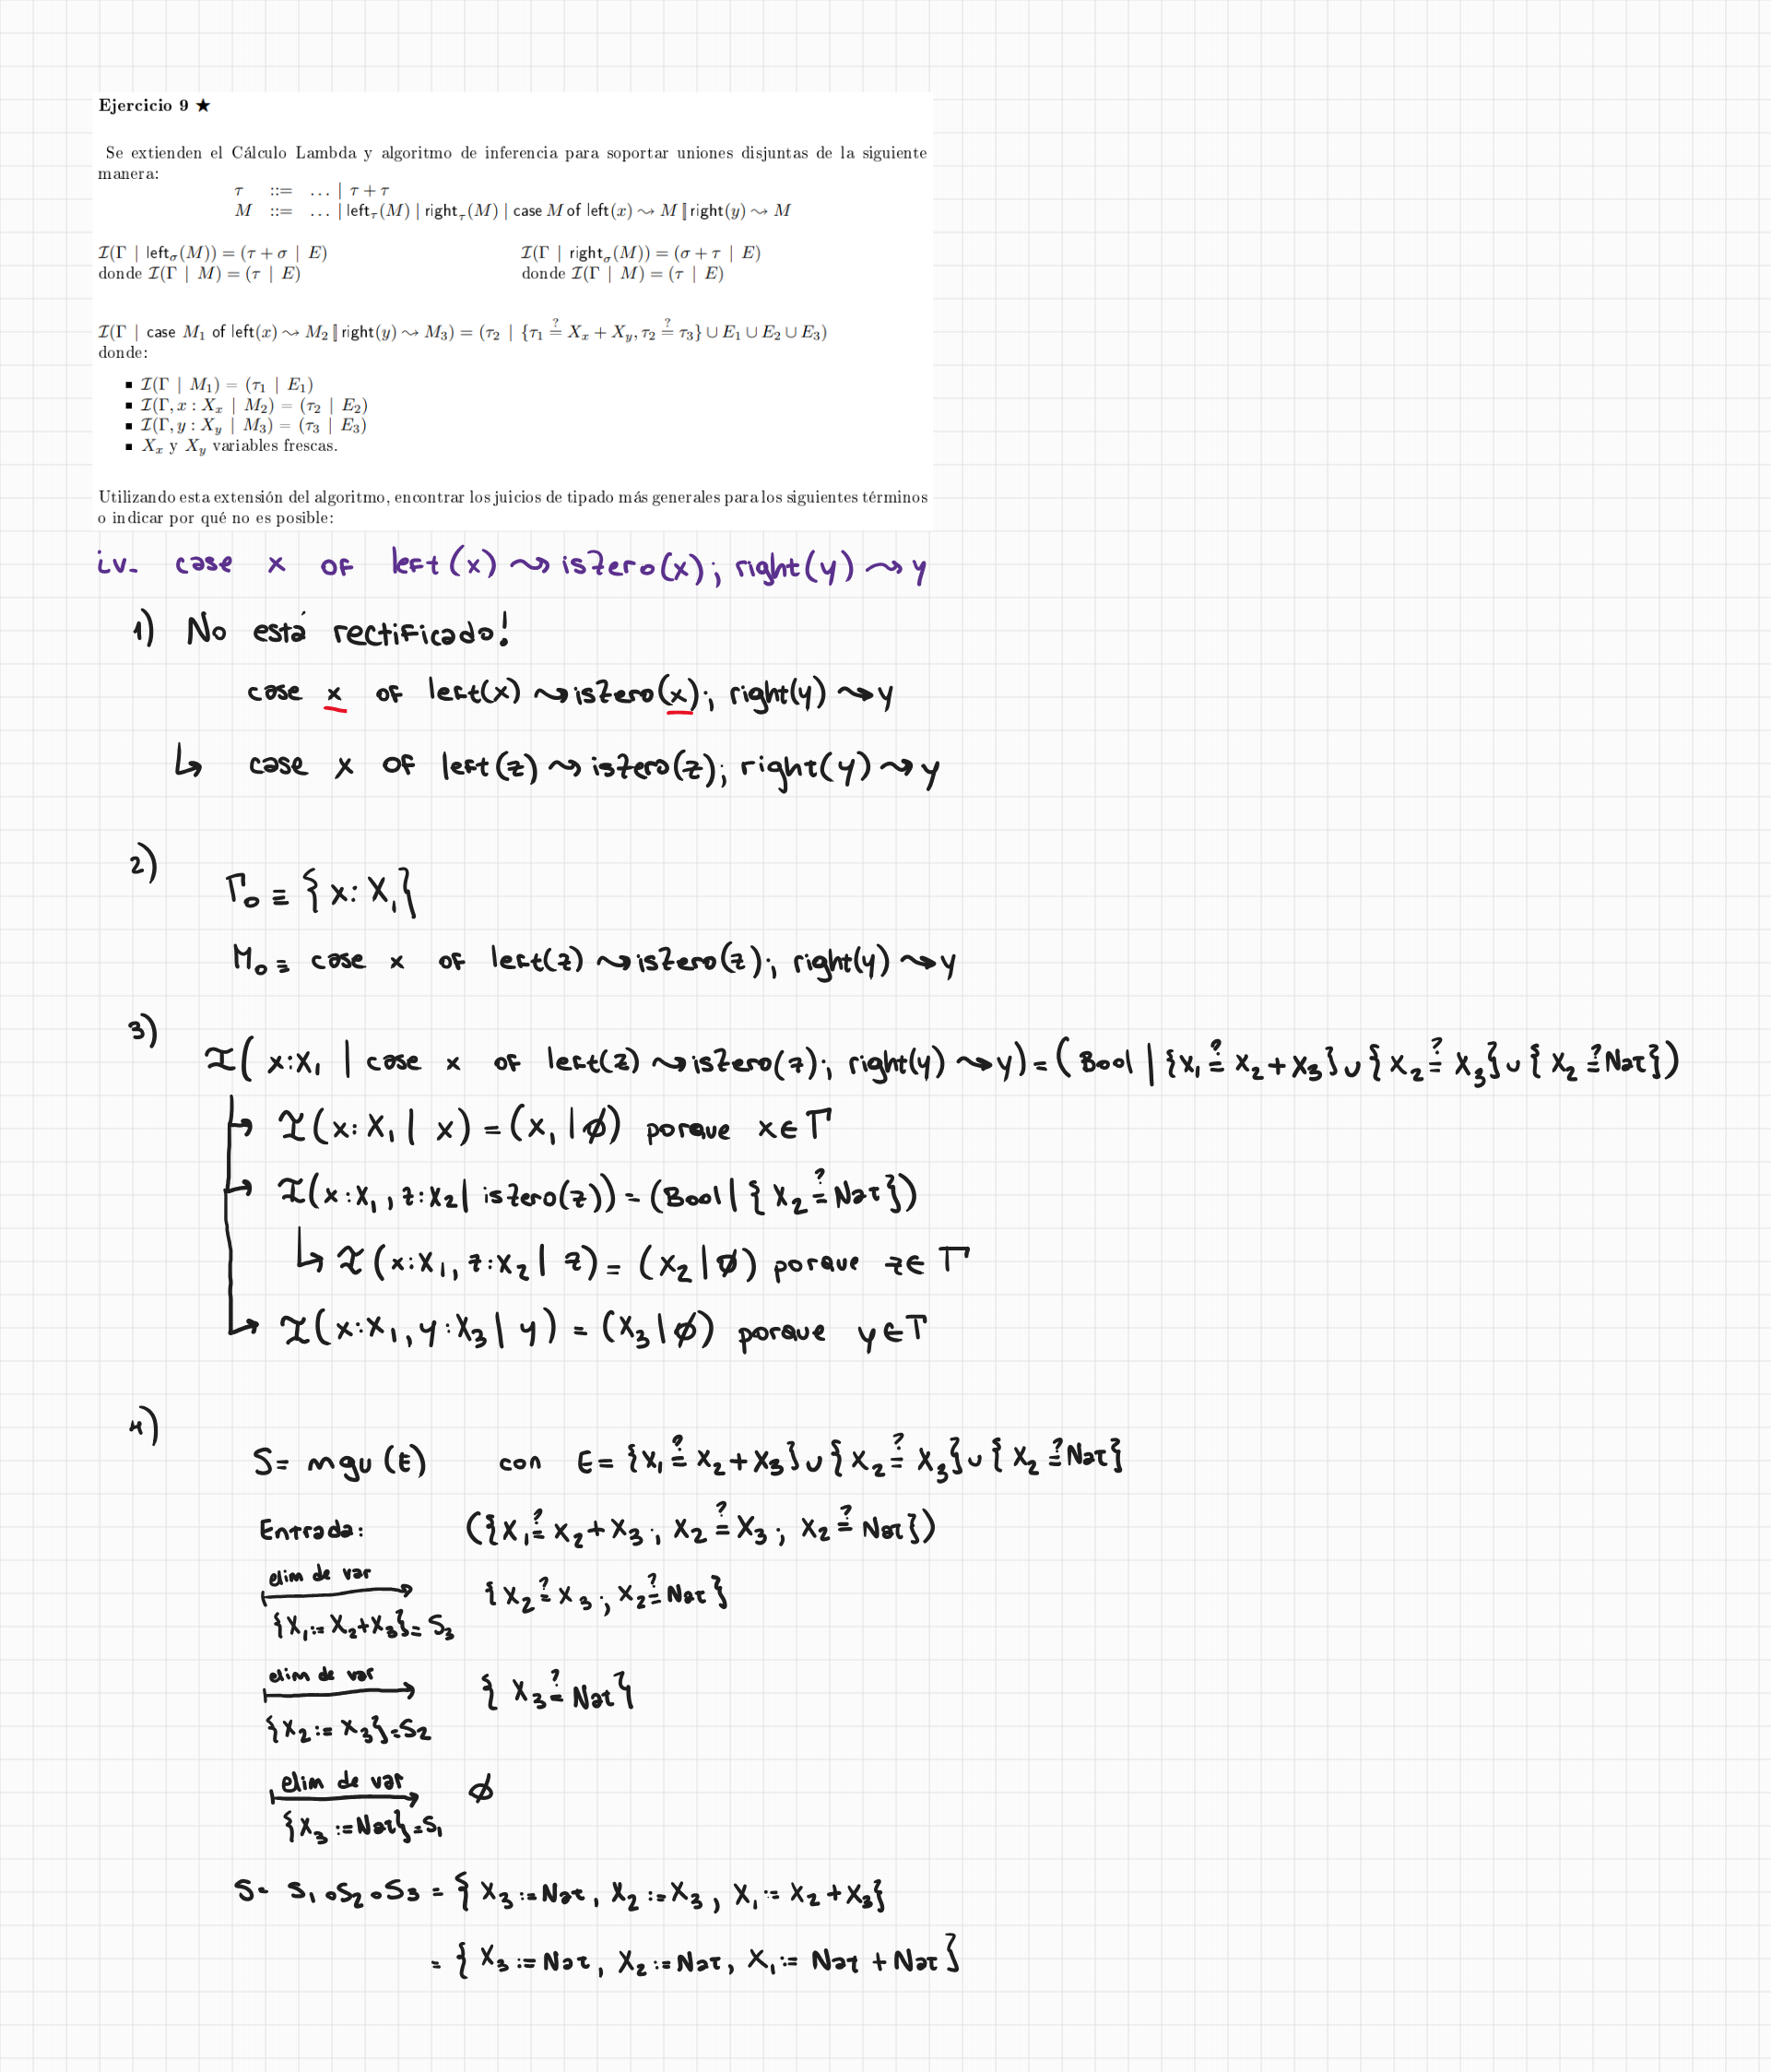 Ejercicio 9 ★
Se extienden el Cálculo Lambda y algoritmo de inferencia para soportar uniones disjuntas de la siguiente
manera:
τ ::= … | τ + τ
M ::= … | left_τ(M) | right_τ(M) | case M of left(x) ⇝ M ⫿ right(y) ⇝ M
ℐ(Γ | left_σ(M)) = (τ + σ | E) ℐ(Γ | right_σ(M)) = (σ + τ | E)
donde ℐ(Γ | M) = (τ | E) donde ℐ(Γ | M) = (τ | E)
ℐ(Γ | case M₁ of left(x) ⇝ M₂ ⫿ right(y) ⇝ M₃) = (τ₂ | {τ₁ ≟ X_x + X_y, τ₂ ≟ τ₃} ∪ E₁ ∪ E₂ ∪ E₃)
donde:
▪ ℐ(Γ | M₁) = (τ₁ | E₁)
▪ ℐ(Γ, x : X_x | M₂) = (τ₂ | E₂)
▪ ℐ(Γ, y : X_y | M₃) = (τ₃ | E₃)
▪ X_x y X_y variables frescas.
Utilizando esta extensión del algoritmo, encontrar los juicios de tipado más generales para los siguientes términos
o indicar por qué no es posible:
iv. case x of left(x) ⇝ isZero(x); right(y) ⇝ y
1) No está rectificado!
case x of left(x) ⇝ isZero(x); right(y) ⇝ y
↳ case x of left(z) ⇝ isZero(z); right(y) ⇝ y
2)
Γ₀ ≡ {x: X₁}
M₀ ≡ case x of left(z) ⇝ isZero(z); right(y) ⇝ y
3)
ℐ(x:X₁ | case x of left(z) ⇝ isZero(z); right(y) ⇝ y) = (Bool | {X₁ ≟ X₂ + X₃} ∪ {X₂ ≟ X₃} ∪ {X₂ ≟ Nat})
↳ ℐ(x: X₁ | x) = (X₁ | ∅) porque x ∈ Γ
↳ ℐ(x:X₁, z:X₂ | isZero(z)) = (Bool | {X₂ ≟ Nat})
↳ ℐ(x:X₁, z:X₂ | z) = (X₂ | ∅) porque z ∈ Γ
↳ ℐ(x:X₁, y:X₃ | y) = (X₃ | ∅) porque y ∈ Γ
4)
S = mgu (E) con E = {X₁ ≟ X₂ + X₃} ∪ {X₂ ≟ X₃} ∪ {X₂ ≟ Nat}
Entrada: ({X₁ ≟ X₂ + X₃; X₂ ≟ X₃; X₂ ≟ Nat})
elim de var {X₂ ≟ X₃; X₂ ≟ Nat}
{X₁ := X₂+X₃} = S₃
elim de var {X₃ ≟ Nat}
{X₂ := X₃} = S₂
elim de var ∅
{X₃ := Nat} = S₁
S = S₁ ∘ S₂ ∘ S₃ = {X₃ := Nat, X₂ := X₃, X₁ := X₂ + X₃}
= {X₃ := Nat, X₂ := Nat, X₁ := Nat + Nat}